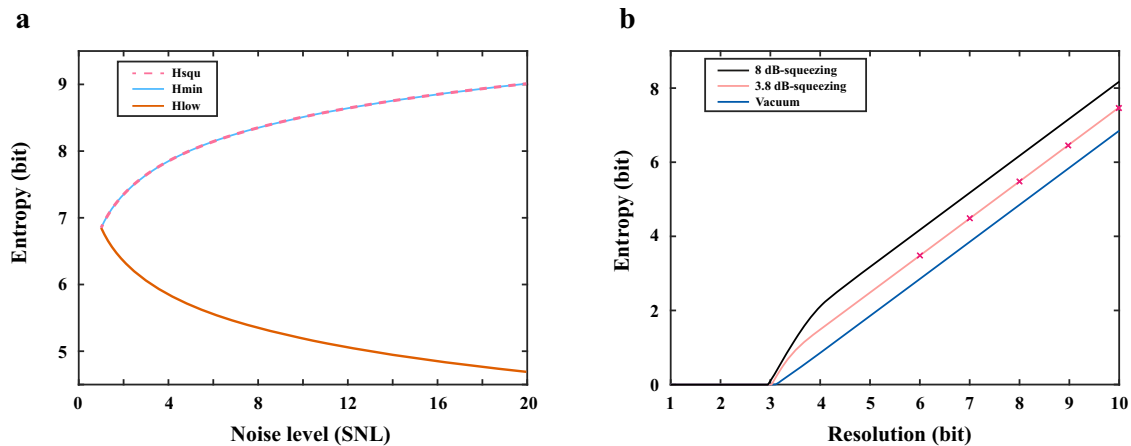 a
Entropy (bit)
9
8
7
6
5
Hsqu
Hmin
Hlow
0
4
8
12
16
20
Noise level (SNL)
b
Entropy (bit)
8
6
4
2
0
8 dB-squeezing
3.8 dB-squeezing
Vacuum
1
2
3
4
5
6
7
8
9
10
Resolution (bit)